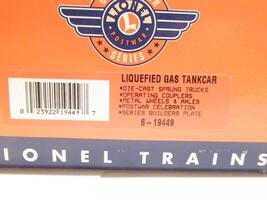 LIONEL
POSTWAR
SERIES
LIQUEFIED GAS TANKCAR
•DIE-CAST SPRUNG TRUCKS
•OPERATING COUPLERS
•METAL WHEELS & AXLES
•POSTWAR CELEBRATION
•SERIES BUILDERS PLATE
6-19449
0 23922 19449 7
IONEL TRAINS